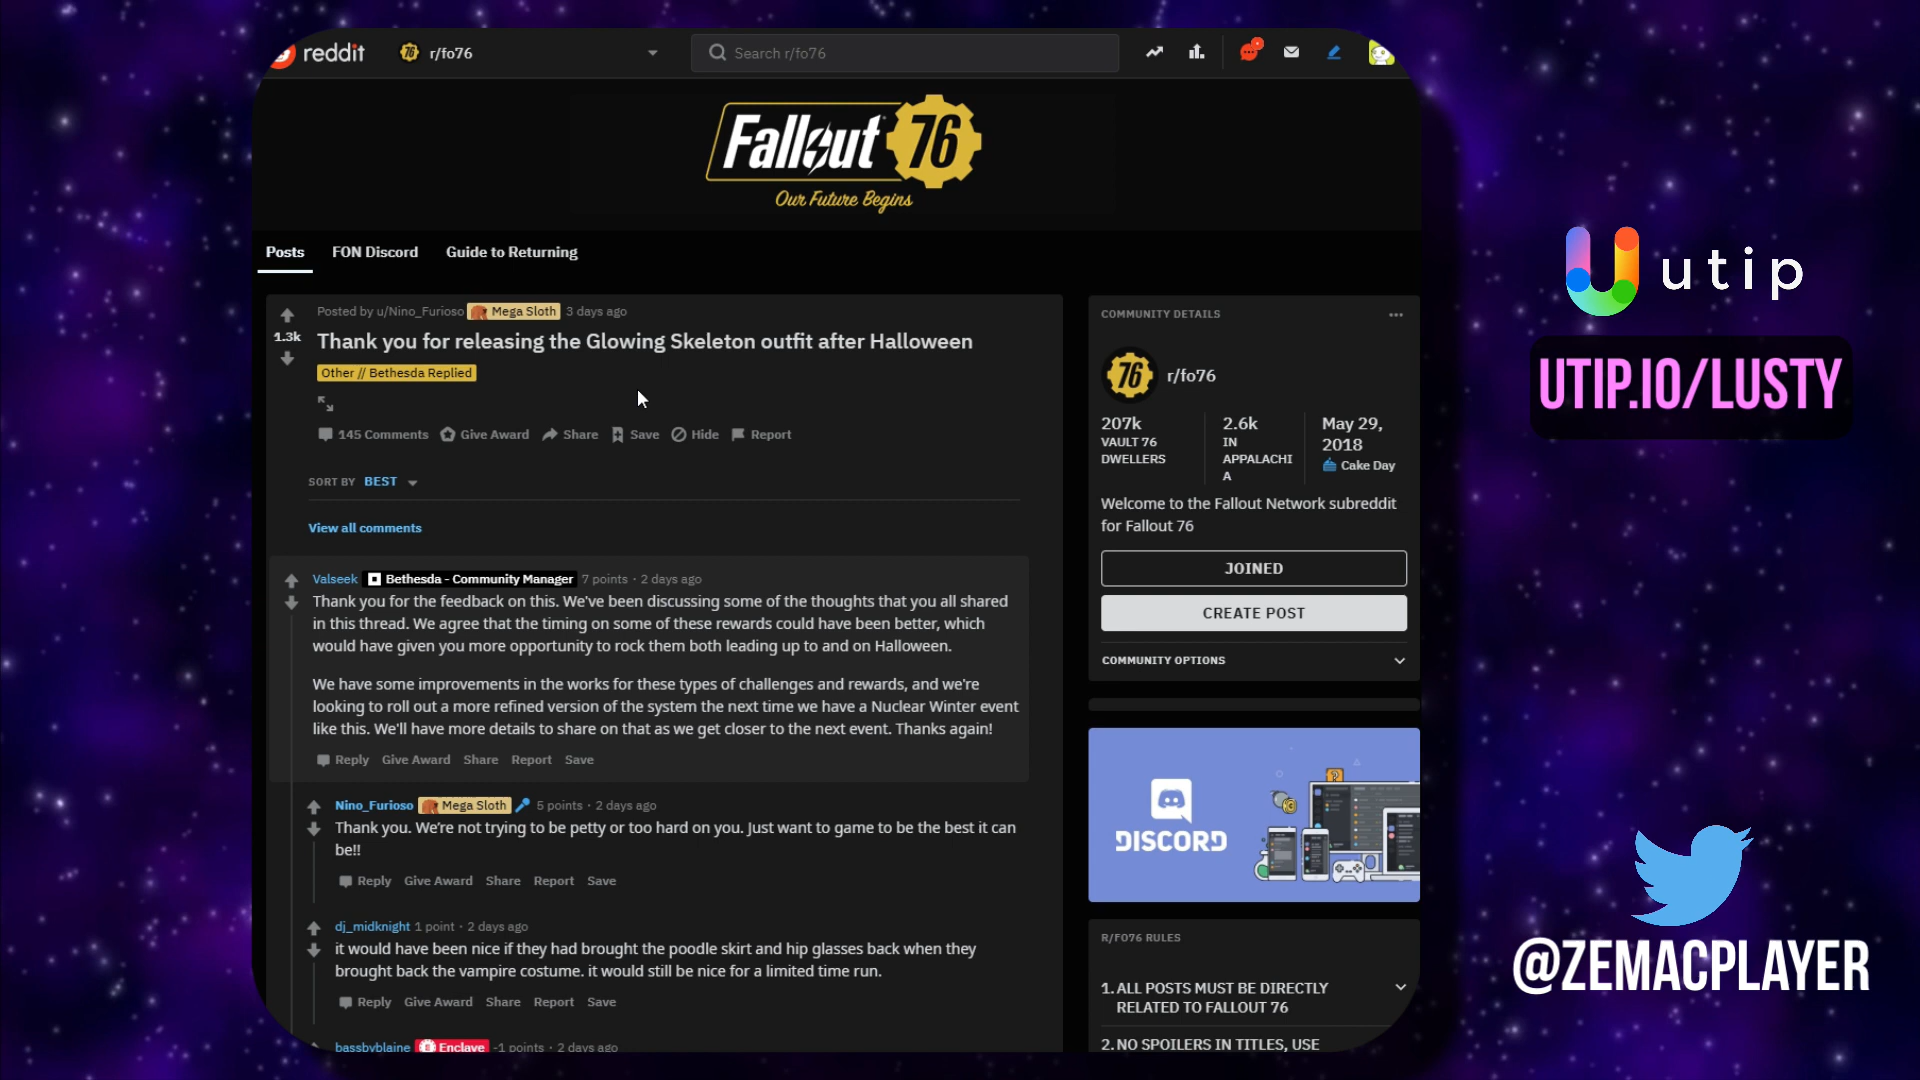 reddit
76 r/fo76
Search r/fo76
Fallout 76
Our Future Begins
Posts FON Discord Guide to Returning
Posted by u/Nino_Furioso Mega Sloth 3 days ago
1.3k
Thank you for releasing the Glowing Skeleton outfit after Halloween
Other // Bethesda Replied
145 Comments Give Award Share Save Hide Report
SORT BY BEST
View all comments
Valseek Bethesda - Community Manager 7 points · 2 days ago
Thank you for the feedback on this. We've been discussing some of the thoughts that you all shared
in this thread. We agree that the timing on some of these rewards could have been better, which
would have given you more opportunity to rock them both leading up to and on Halloween.
We have some improvements in the works for these types of challenges and rewards, and we're
looking to roll out a more refined version of the system the next time we have a Nuclear Winter event
like this. We'll have more details to share on that as we get closer to the next event. Thanks again!
Reply Give Award Share Report Save
Nino_Furioso Mega Sloth 5 points · 2 days ago
Thank you. We're not trying to be petty or too hard on you. Just want to game to be the best it can
be!!
Reply Give Award Share Report Save
dj_midknight 1 point · 2 days ago
it would have been nice if they had brought the poodle skirt and hip glasses back when they
brought back the vampire costume. it would still be nice for a limited time run.
Reply Give Award Share Report Save
bassbyblaine Enclave -1 points · 2 days ago
COMMUNITY DETAILS
76 r/fo76
207k
VAULT 76
DWELLERS
2.6k
IN
APPALACHI
A
May 29,
2018
Cake Day
Welcome to the Fallout Network subreddit
for Fallout 76
JOINED
CREATE POST
COMMUNITY OPTIONS
DISCORD
R/FO76 RULES
1. ALL POSTS MUST BE DIRECTLY
RELATED TO FALLOUT 76
2. NO SPOILERS IN TITLES, USE
utip
UTIP.IO/LUSTY
@ZEMACPLAYER